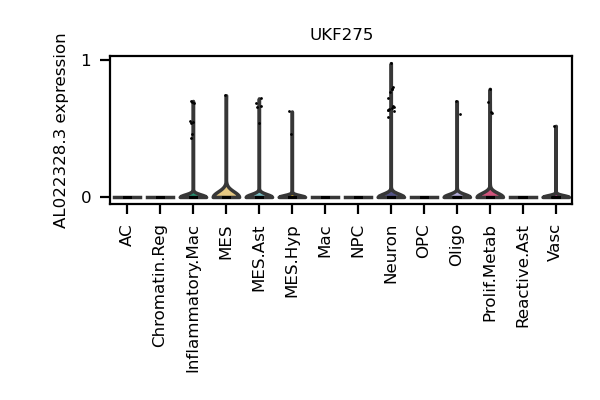 UKF275
AL022328.3 expression
1
0
AC
Chromatin.Reg
Inflammatory.Mac
MES
MES.Ast
MES.Hyp
Mac
NPC
Neuron
OPC
Oligo
Prolif.Metab
Reactive.Ast
Vasc